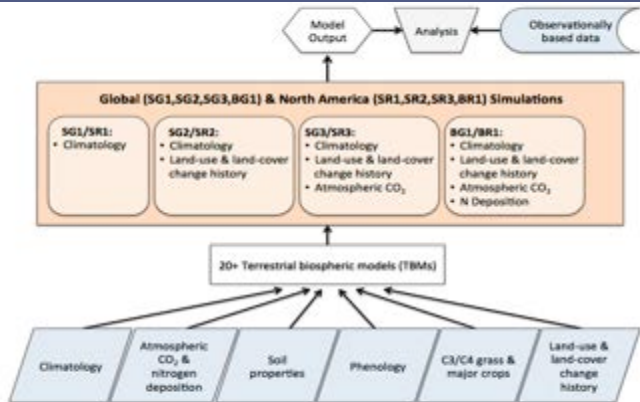 Model
Output
Analysis
Observationally
based data
Global (SG1,SG2,SG3,BG1) & North America (SR1,SR2,SR3,BR1) Simulations
SG1/SR1:
• Climatology
SG2/SR2:
• Climatology
• Land-use & land-cover
change history
SG3/SR3:
• Climatology
• Land-use & land-cover
change history
• Atmospheric CO₂
BG1/BR1:
• Climatology
• Land-use & land-cover
change history
• Atmospheric CO₂
• N Deposition
20+ Terrestrial biospheric models (TBMs)
Climatology
Atmospheric
CO₂ &
nitrogen
deposition
Soil
properties
Phenology
C3/C4 grass &
major crops
Land-use &
land-cover
change
history